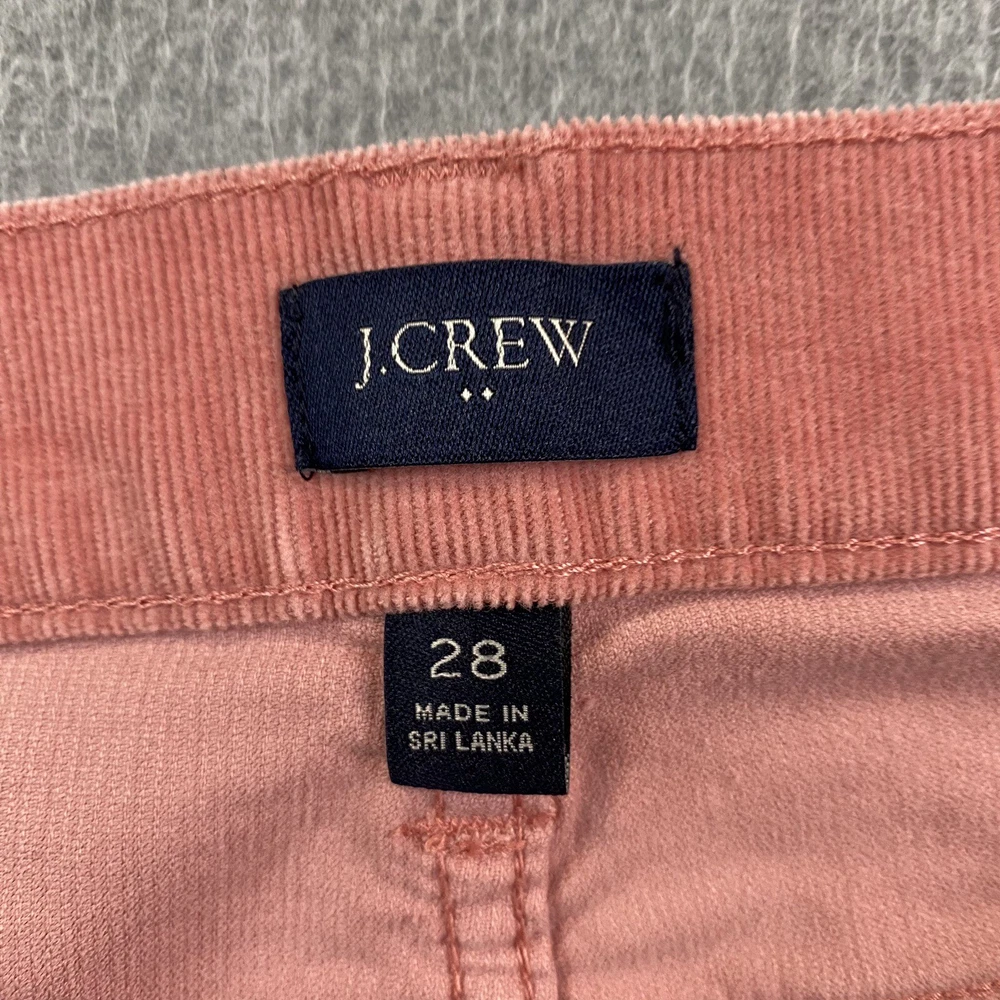 J.CREW
28
MADE IN
SRI LANKA